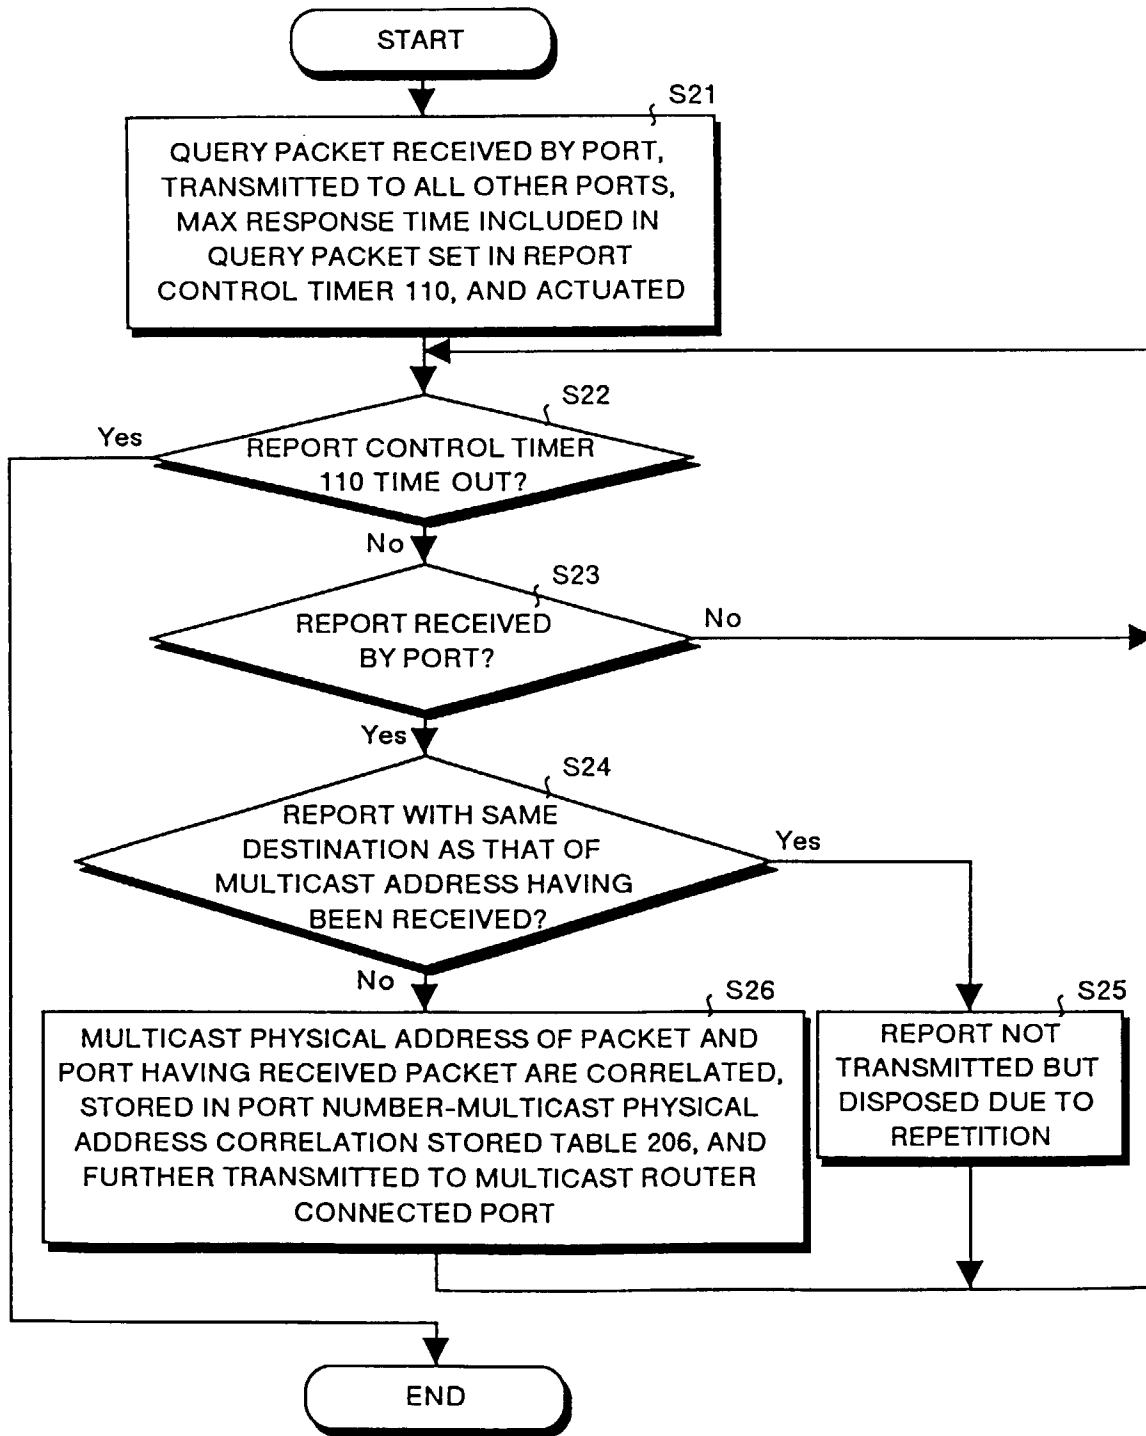 START
S21
QUERY PACKET RECEIVED BY PORT,
TRANSMITTED TO ALL OTHER PORTS,
MAX RESPONSE TIME INCLUDED IN
QUERY PACKET SET IN REPORT
CONTROL TIMER 110, AND ACTUATED
S22
Yes
REPORT CONTROL TIMER
110 TIME OUT?
No
S23
REPORT RECEIVED
BY PORT?
No
Yes
S24
REPORT WITH SAME
DESTINATION AS THAT OF
MULTICAST ADDRESS HAVING
BEEN RECEIVED?
Yes
No
S26
MULTICAST PHYSICAL ADDRESS OF PACKET AND
PORT HAVING RECEIVED PACKET ARE CORRELATED,
STORED IN PORT NUMBER-MULTICAST PHYSICAL
ADDRESS CORRELATION STORED TABLE 206, AND
FURTHER TRANSMITTED TO MULTICAST ROUTER
CONNECTED PORT
S25
REPORT NOT
TRANSMITTED BUT
DISPOSED DUE TO
REPETITION
END